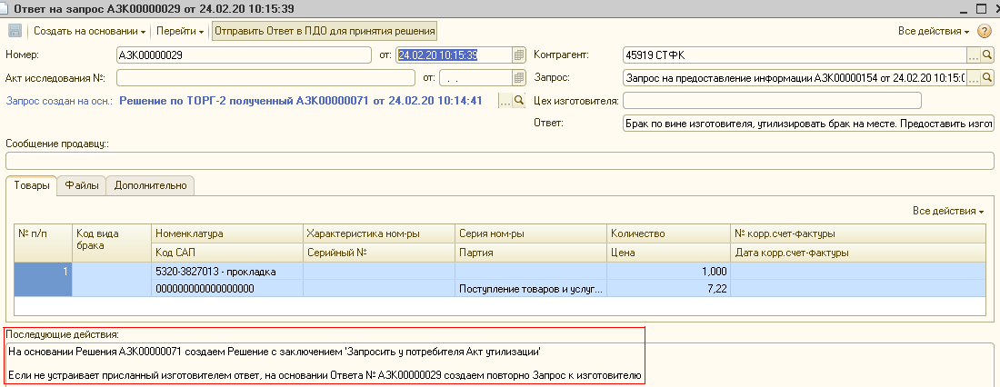 Ответ на запрос АЗК00000029 от 24.02.20 10:15:39
Создать на основании Перейти Отправить Ответ в ПДО для принятия решения Все действия ?
Номер: АЗК00000029 от: 24.02.20 10:15:39 Контрагент: 45919 СТФК ...
Акт исследования №: от: . . Запрос: Запрос на предоставление информации АЗК00000154 от 24.02.20 10:15:0 ...
Запрос создан на осн.: Решение по ТОРГ-2 полученный АЗК00000071 от 24.02.20 10:14:41 ... Цех изготовителя:
Ответ: Брак по вине изготовителя, утилизировать брак на месте. Предоставить изгот
Сообщение продавцу::
Товары Файлы Дополнительно
Все действия
№ п/п Код вида брака Номенклатура Характеристика ном-ры Серия ном-ры Количество № корр.счет-фактуры
Код САП Серийный № Партия Цена Дата корр.счет-фактуры
1 5320-3827013 - прокладка 1,000
000000000000000000 Поступление товаров и услуг... 7,22
Последующие действия:
На основании Решения АЗК00000071 создаем Решение с заключением 'Запросить у потребителя Акт утилизации'
Если не устраивает присланный изготовителем ответ, на основании Ответа № АЗК00000029 создаем повторно Запрос к изготовителю